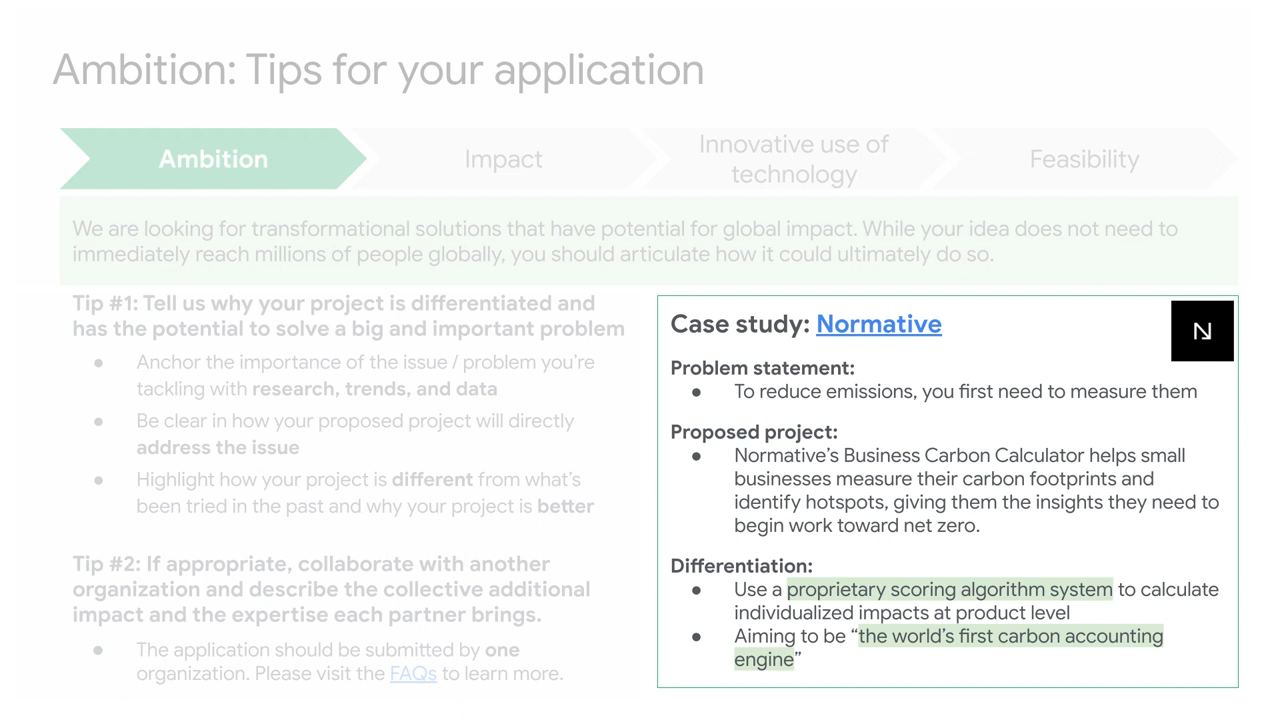 Ambition: Tips for your application
Ambition
Impact
Innovative use of
technology
Feasibility
We are looking for transformational solutions that have potential for global impact. While your idea does not need to
immediately reach millions of people globally, you should articulate how it could ultimately do so.
Tip #1: Tell us why your project is differentiated and
has the potential to solve a big and important problem
● Anchor the importance of the issue / problem you’re
tackling with research, trends, and data
● Be clear in how your proposed project will directly
address the issue
● Highlight how your project is different from what’s
been tried in the past and why your project is better
Tip #2: If appropriate, collaborate with another
organization and describe the collective additional
impact and the expertise each partner brings.
● The application should be submitted by one
organization. Please visit the FAQs to learn more.
Case study: Normative
N
Problem statement:
● To reduce emissions, you first need to measure them
Proposed project:
● Normative’s Business Carbon Calculator helps small
businesses measure their carbon footprints and
identify hotspots, giving them the insights they need to
begin work toward net zero.
Differentiation:
● Use a proprietary scoring algorithm system to calculate
individualized impacts at product level
● Aiming to be “the world’s first carbon accounting
engine”